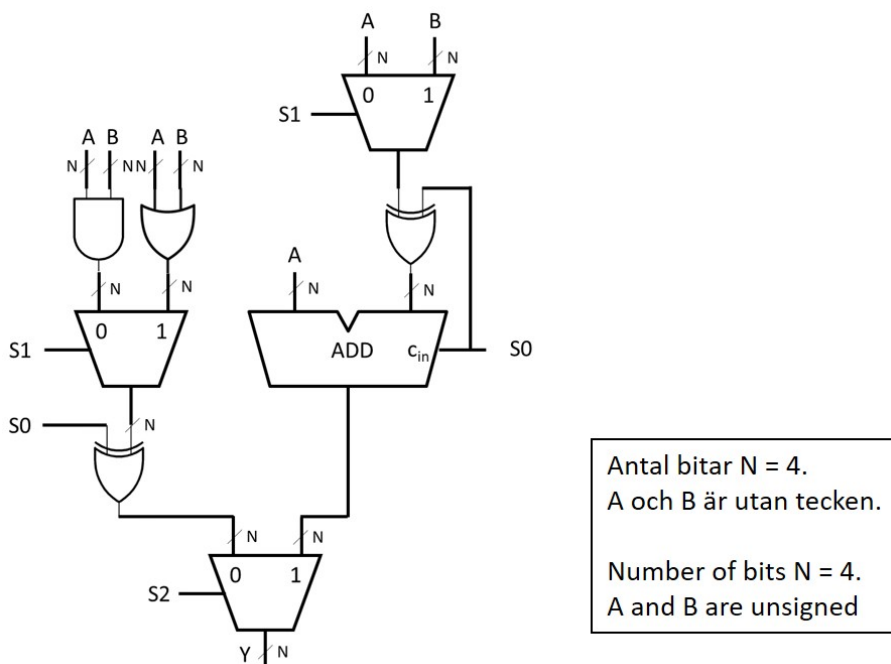 A B
N N
S1
0 1
A B A B
N N N N
A
N N
N N
S1
0 1
ADD c_in
S0
S0
N
N N
S2
0 1
Y N
Antal bitar N = 4.
A och B är utan tecken.
Number of bits N = 4.
A and B are unsigned